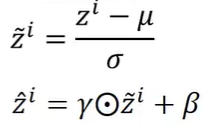 z̃ⁱ = (zⁱ − μ) / σ
ẑⁱ = γ⊙z̃ⁱ + β